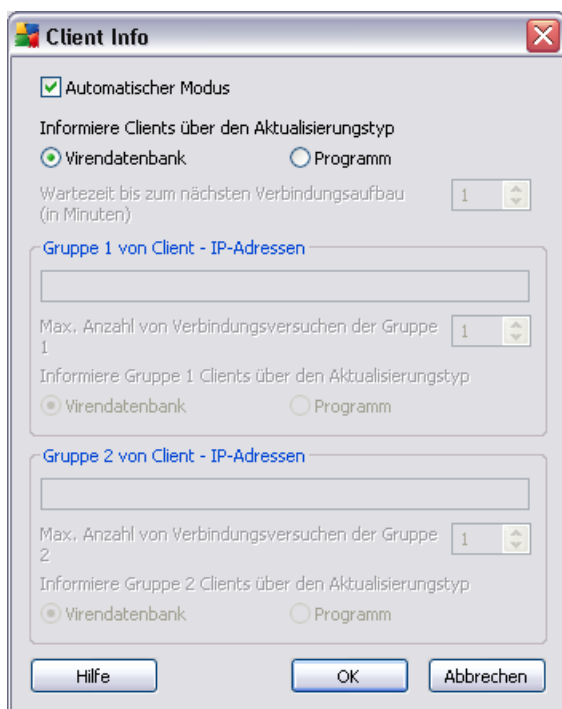 Client Info
Automatischer Modus
Informiere Clients über den Aktualisierungstyp
Virendatenbank Programm
Wartezeit bis zum nächsten Verbindungsaufbau 1
(in Minuten)
Gruppe 1 von Client - IP-Adressen
Max. Anzahl von Verbindungsversuchen der Gruppe 1
1
Informiere Gruppe 1 Clients über den Aktualisierungstyp
Virendatenbank Programm
Gruppe 2 von Client - IP-Adressen
Max. Anzahl von Verbindungsversuchen der Gruppe 1
2
Informiere Gruppe 2 Clients über den Aktualisierungstyp
Virendatenbank Programm
Hilfe OK Abbrechen